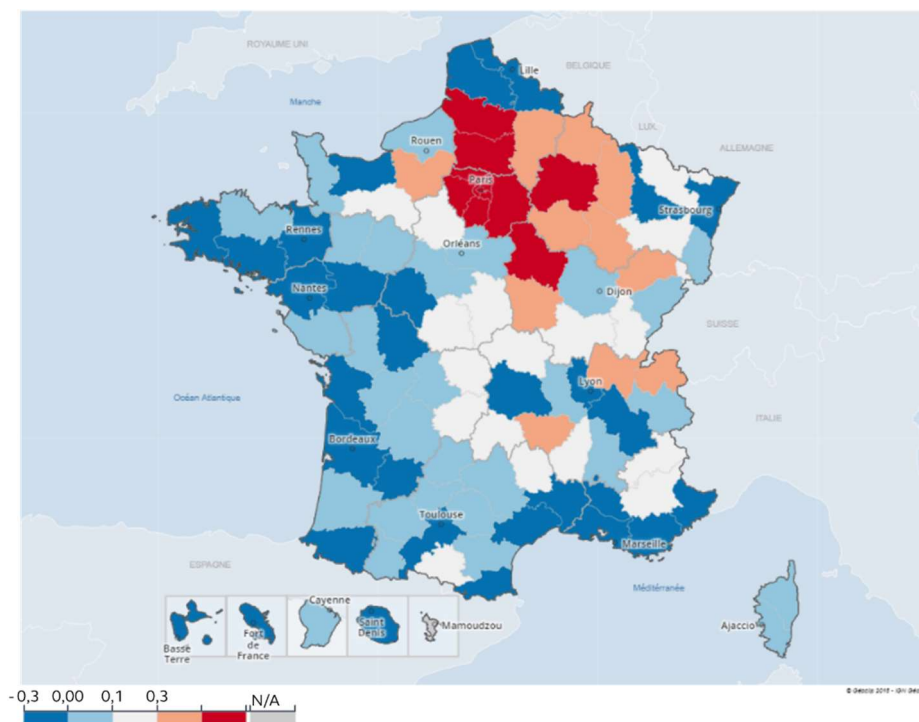 ROYAUME UNI
Lille
BELGIQUE
Manche
LUX.
Rouen
ALLEMAGNE
Paris
Strasbourg
Rennes
Orléans
Nantes
Dijon
SUISSE
Océan Atlantique
Lyon
ITALIE
Bordeaux
Toulouse
Marseille
ESPAGNE
Méditérranée
Cayenne
Ajaccio
Saint
Mamoudzou
Fort
Denis
Basse
de
Terre
France
-0,3 0,00 0,1 0,3 N/A